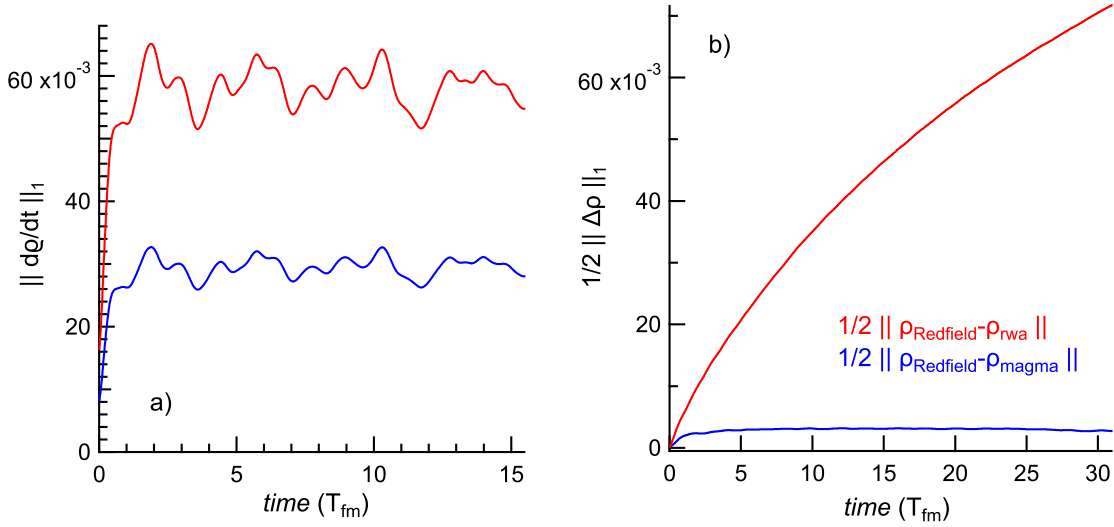 a)
60 x10⁻³
40
20
0
0
5
10
15
|| dϱ/dt ||₁
time (T_fm)
b)
60 x10⁻³
40
20
0
0
5
10
15
20
25
30
1/2 || Δρ ||₁
time (T_fm)
1/2 || ρ_Redfield-ρ_rwa ||
1/2 || ρ_Redfield-ρ_magma ||